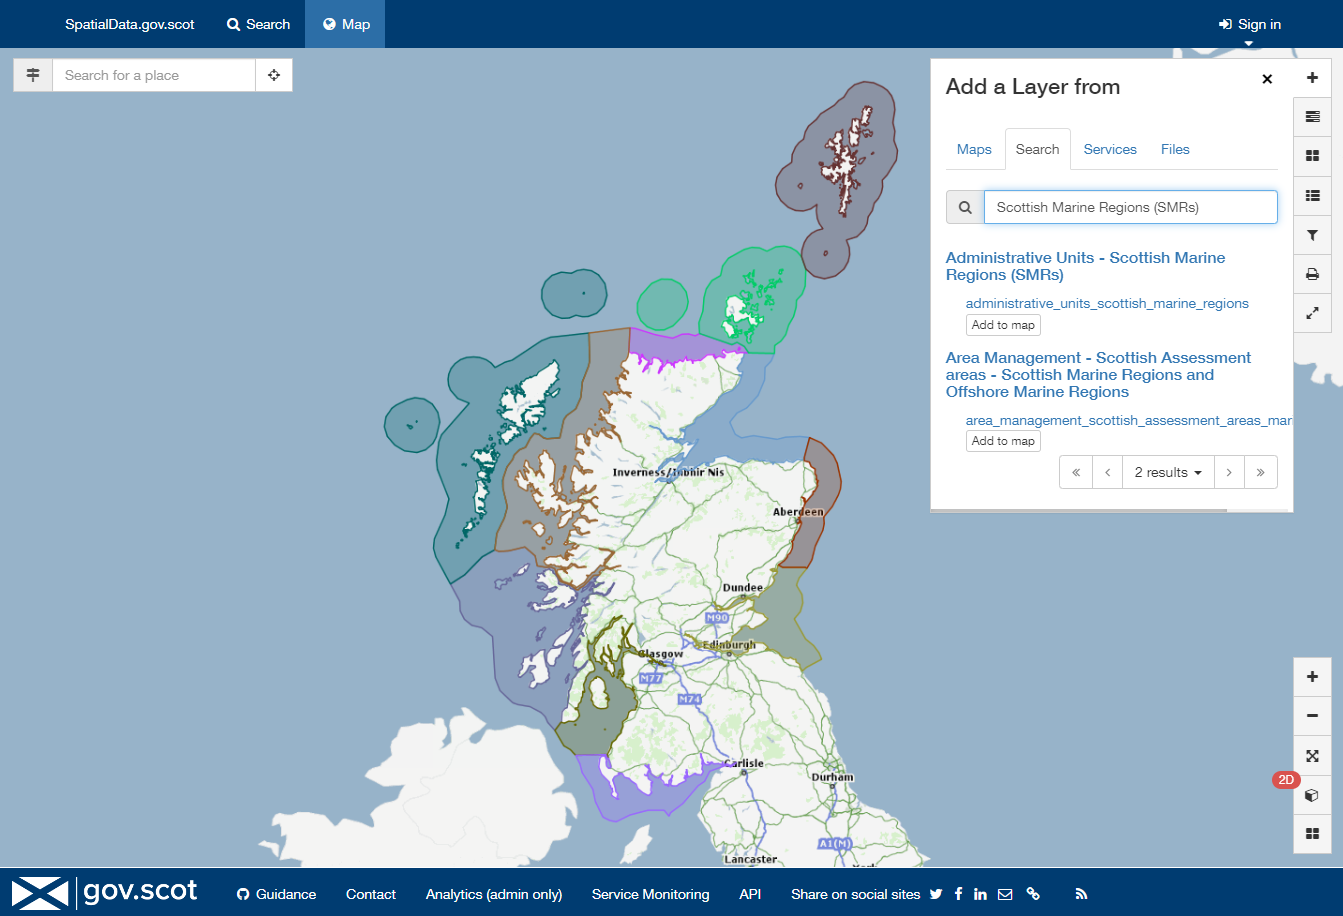 SpatialData.gov.scot
Search
Map
Sign in
Search for a place
Add a Layer from
Maps
Search
Services
Files
Scottish Marine Regions (SMRs)
Administrative Units - Scottish Marine
Regions (SMRs)
administrative_units_scottish_marine_regions
Add to map
Area Management - Scottish Assessment
areas - Scottish Marine Regions and
Offshore Marine Regions
area_management_scottish_assessment_areas_mar
Add to map
« ‹ 2 results › »
Inverness/Inbhir Nis
Aberdeen
Dundee
M90
Edinburgh
Glasgow
M77
M74
Carlisle
Durham
2D
A1(M)
Lancaster
gov.scot
Guidance
Contact
Analytics (admin only)
Service Monitoring
API
Share on social sites